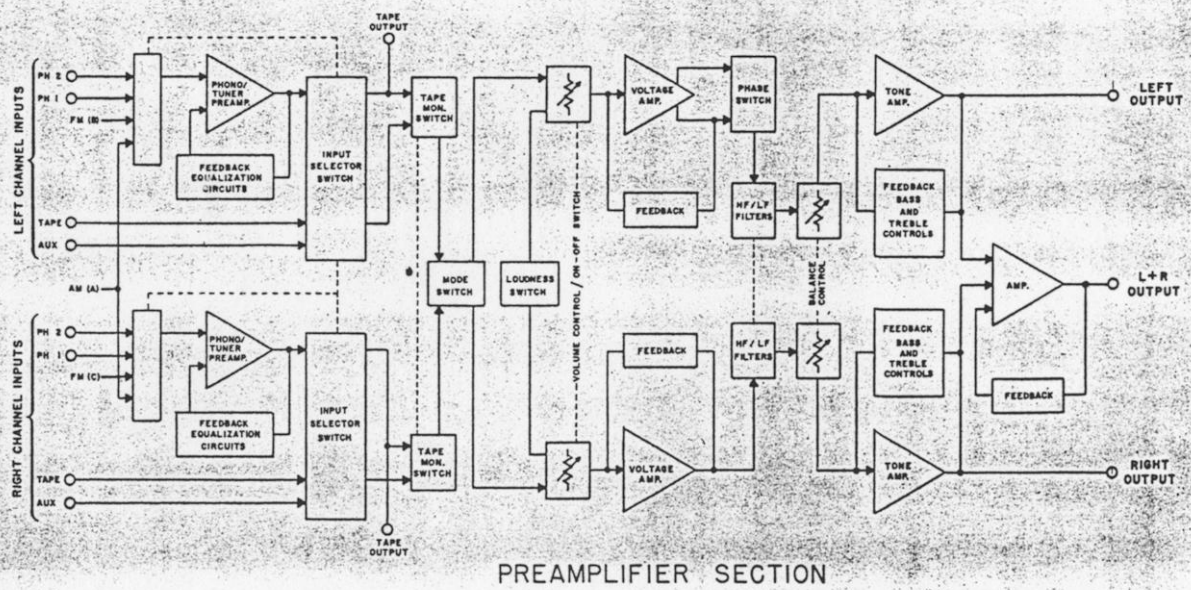 TAPE
OUTPUT
LEFT CHANNEL INPUTS
PH 2
PH 1
FM (B)
TAPE
AUX
AM (A)
PHONO/
TUNER
PREAMP.
FEEDBACK
EQUALIZATION
CIRCUITS
INPUT
SELECTOR
SWITCH
TAPE
MON.
SWITCH
MODE
SWITCH
LOUDNESS
SWITCH
VOLUME CONTROL / ON-OFF SWITCH
VOLTAGE
AMP.
FEEDBACK
PHASE
SWITCH
HF/LF
FILTERS
BALANCE
CONTROL
TONE
AMP.
FEEDBACK
BASS
AND
TREBLE
CONTROLS
LEFT
OUTPUT
AMP.
L+R
OUTPUT
FEEDBACK
RIGHT CHANNEL INPUTS
PH 2
PH 1
FM (C)
TAPE
AUX
PHONO/
TUNER
PREAMP.
FEEDBACK
EQUALIZATION
CIRCUITS
INPUT
SELECTOR
SWITCH
TAPE
MON.
SWITCH
TAPE
OUTPUT
FEEDBACK
VOLTAGE
AMP.
HF/LF
FILTERS
FEEDBACK
BASS
AND
TREBLE
CONTROLS
TONE
AMP.
RIGHT
OUTPUT
PREAMPLIFIER SECTION